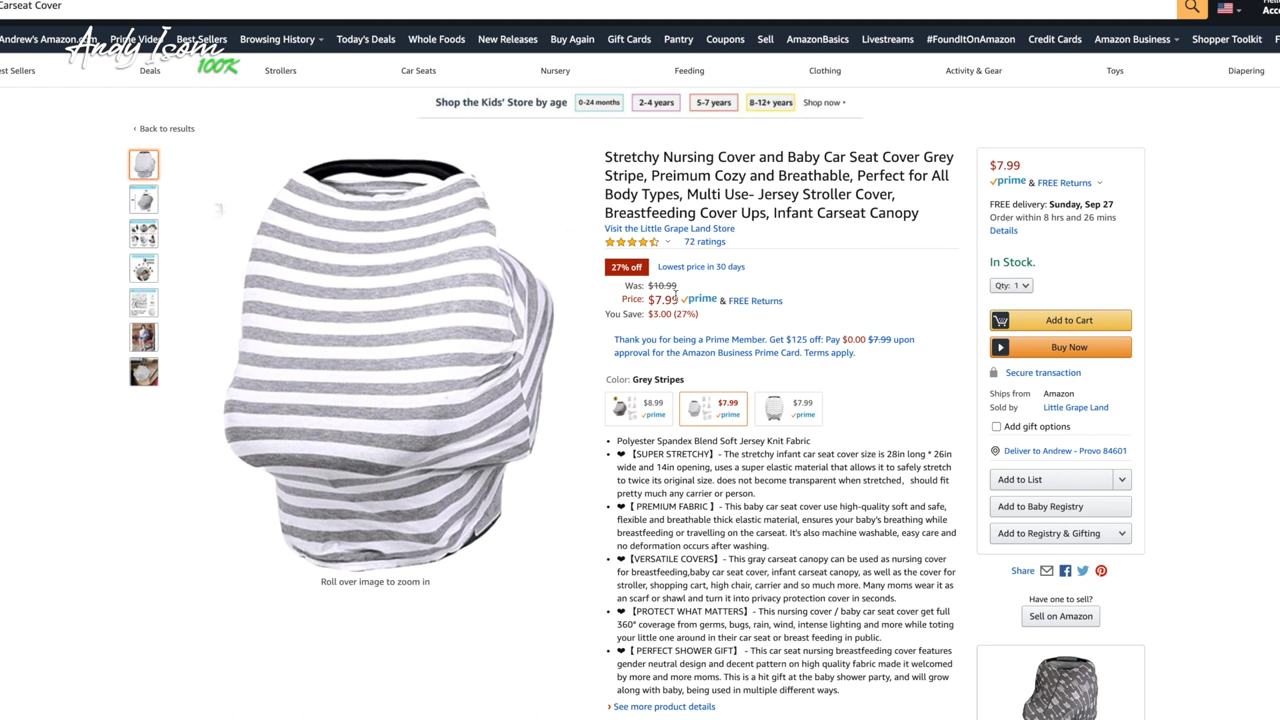 Carseat Cover
Andrew's Amazon.com Prime Video Best Sellers Browsing History Today's Deals Whole Foods New Releases Buy Again Gift Cards Pantry Coupons Sell AmazonBasics Livestreams #FoundItOnAmazon Credit Cards Amazon Business Shopper Toolkit
Andy Isom
100K
est Sellers Deals Strollers Car Seats Nursery Feeding Clothing Activity & Gear Toys Diapering
Shop the Kids' Store by age 0-24 months 2-4 years 5-7 years 8-12+ years Shop now
‹ Back to results
Stretchy Nursing Cover and Baby Car Seat Cover Grey
Stripe, Preimum Cozy and Breathable, Perfect for All
Body Types, Multi Use- Jersey Stroller Cover,
Breastfeeding Cover Ups, Infant Carseat Canopy
Visit the Little Grape Land Store
72 ratings
27% off Lowest price in 30 days
Was: $10.99
Price: $7.99 prime & FREE Returns
You Save: $3.00 (27%)
Thank you for being a Prime Member. Get $125 off: Pay $0.00 $7.99 upon
approval for the Amazon Business Prime Card. Terms apply.
Color: Grey Stripes
$8.99 $7.99 $7.99
prime prime prime
• Polyester Spandex Blend Soft Jersey Knit Fabric
• ❤【SUPER STRETCHY】- The stretchy infant car seat cover size is 28in long * 26in
wide and 14in opening, uses a super elastic material that allows it to safely stretch
to twice its original size. does not become transparent when stretched，should fit
pretty much any carrier or person.
• ❤【 PREMIUM FABRIC 】- This baby car seat cover use high-quality soft and safe,
flexible and breathable thick elastic material, ensures your baby's breathing while
breastfeeding or travelling on the carseat. It's also machine washable, easy care and
no deformation occurs after washing.
• ❤【VERSATILE COVERS】- This gray carseat canopy can be used as nursing cover
for breastfeeding,baby car seat cover, infant carseat canopy, as well as the cover for
stroller, shopping cart, high chair, carrier and so much more. Many moms wear it as
an scarf or shawl and turn it into privacy protection cover in seconds.
• ❤【PROTECT WHAT MATTERS】- This nursing cover / baby car seat cover get full
360° coverage from germs, bugs, rain, wind, intense lighting and more while toting
your little one around in their car seat or breast feeding in public.
• ❤【 PERFECT SHOWER GIFT】 - This car seat nursing breastfeeding cover features
gender neutral design and decent pattern on high quality fabric made it welcomed
by more and more moms. This is a hit gift at the baby shower party, and will grow
along with baby, being used in multiple different ways.
› See more product details
Roll over image to zoom in
$7.99
prime & FREE Returns
FREE delivery: Sunday, Sep 27
Order within 8 hrs and 26 mins
Details
In Stock.
Qty: 1
Add to Cart
Buy Now
Secure transaction
Ships from Amazon
Sold by Little Grape Land
Add gift options
Deliver to Andrew - Provo 84601
Add to List
Add to Baby Registry
Add to Registry & Gifting
Share
Have one to sell?
Sell on Amazon